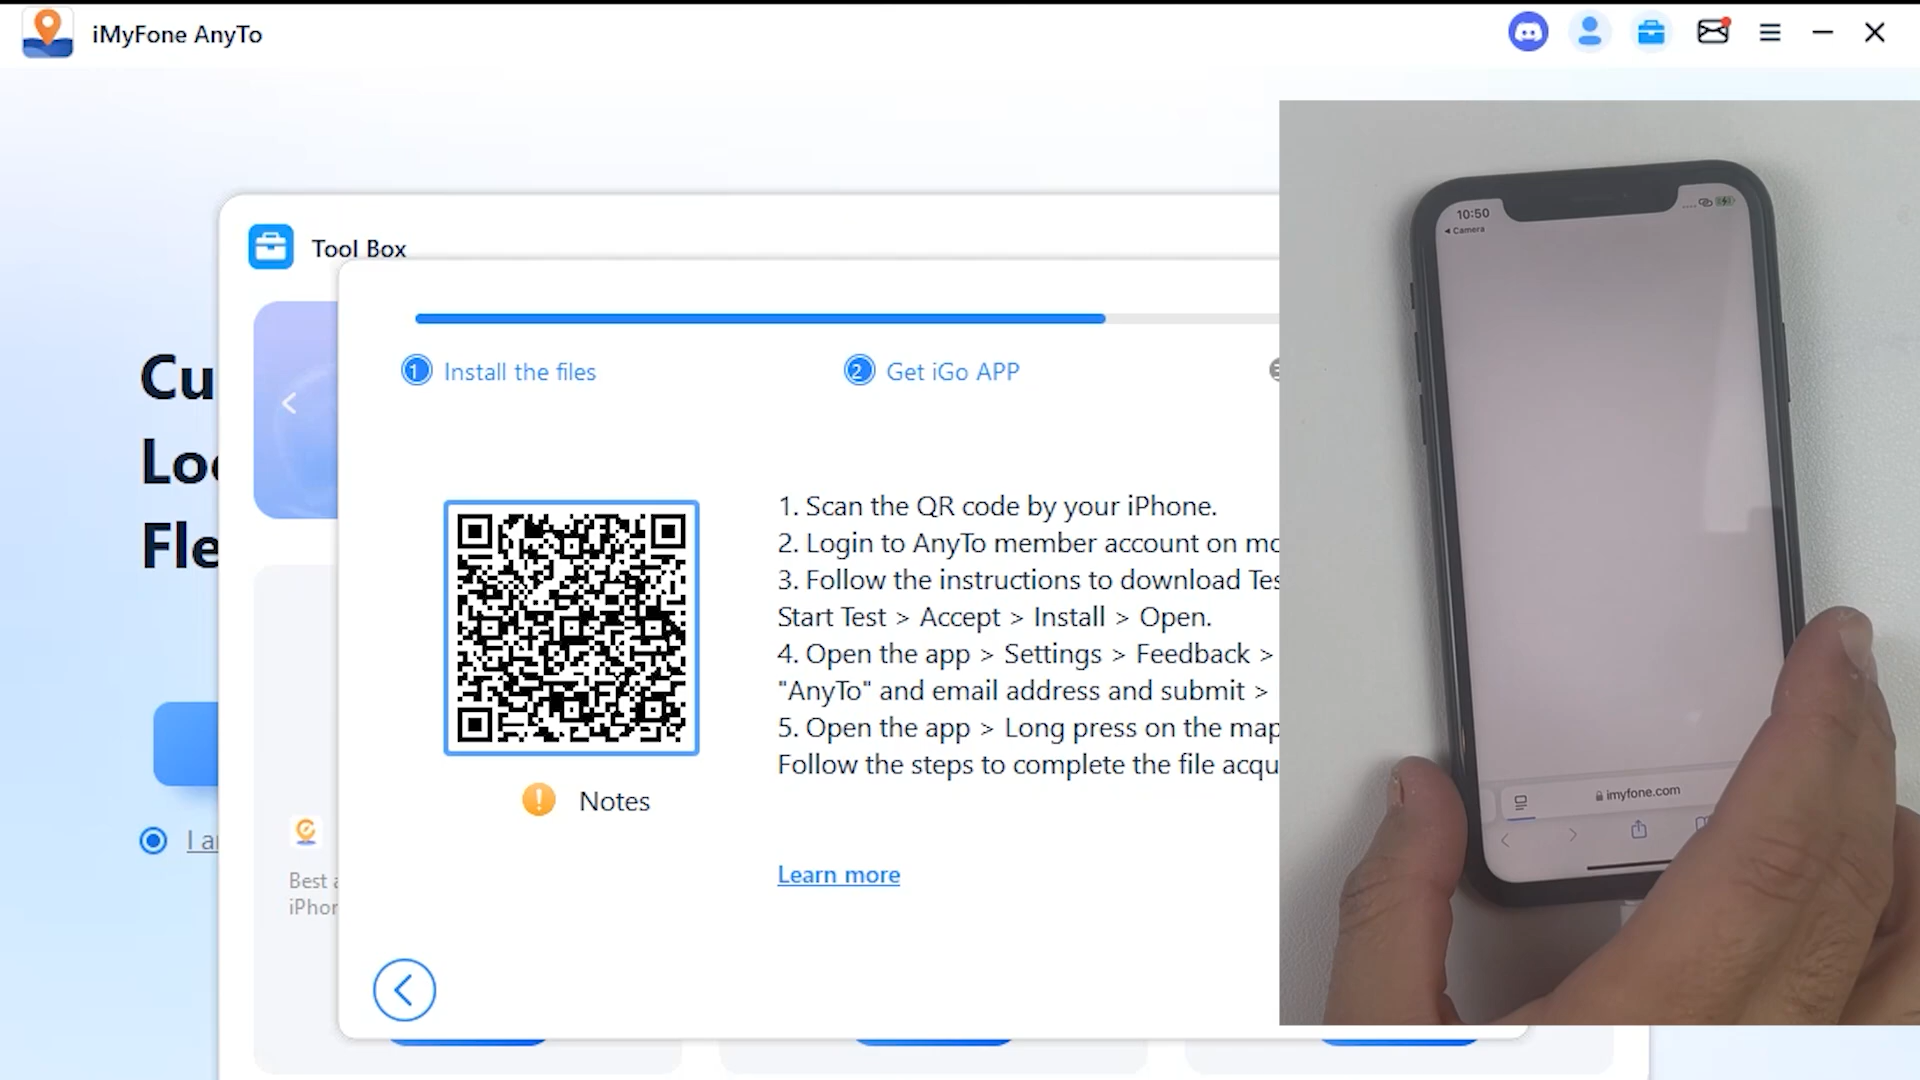 iMyFone AnyTo
Tool Box
1 Install the files
2 Get iGo APP
1. Scan the QR code by your iPhone.
2. Login to AnyTo member account on
3. Follow the instructions to download
Start Test > Accept > Install > Open.
4. Open the app > Settings > Feedback >
"AnyTo" and email address and submit >
5. Open the app > Long press on the map
Follow the steps to complete the file
Notes
Learn more
Cu
Loc
Fle
I a
Best
iPhon
10:50
Camera
imyfone.com